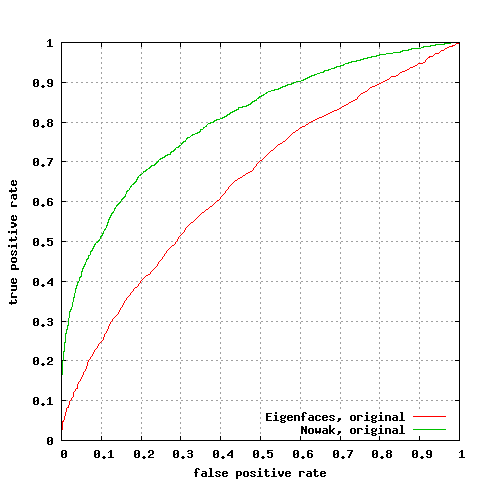 1
0.9
0.8
0.7
0.6
0.5
0.4
0.3
0.2
0.1
0
true positive rate
Eigenfaces, original
Nowak, original
0 0.1 0.2 0.3 0.4 0.5 0.6 0.7 0.8 0.9 1
false positive rate